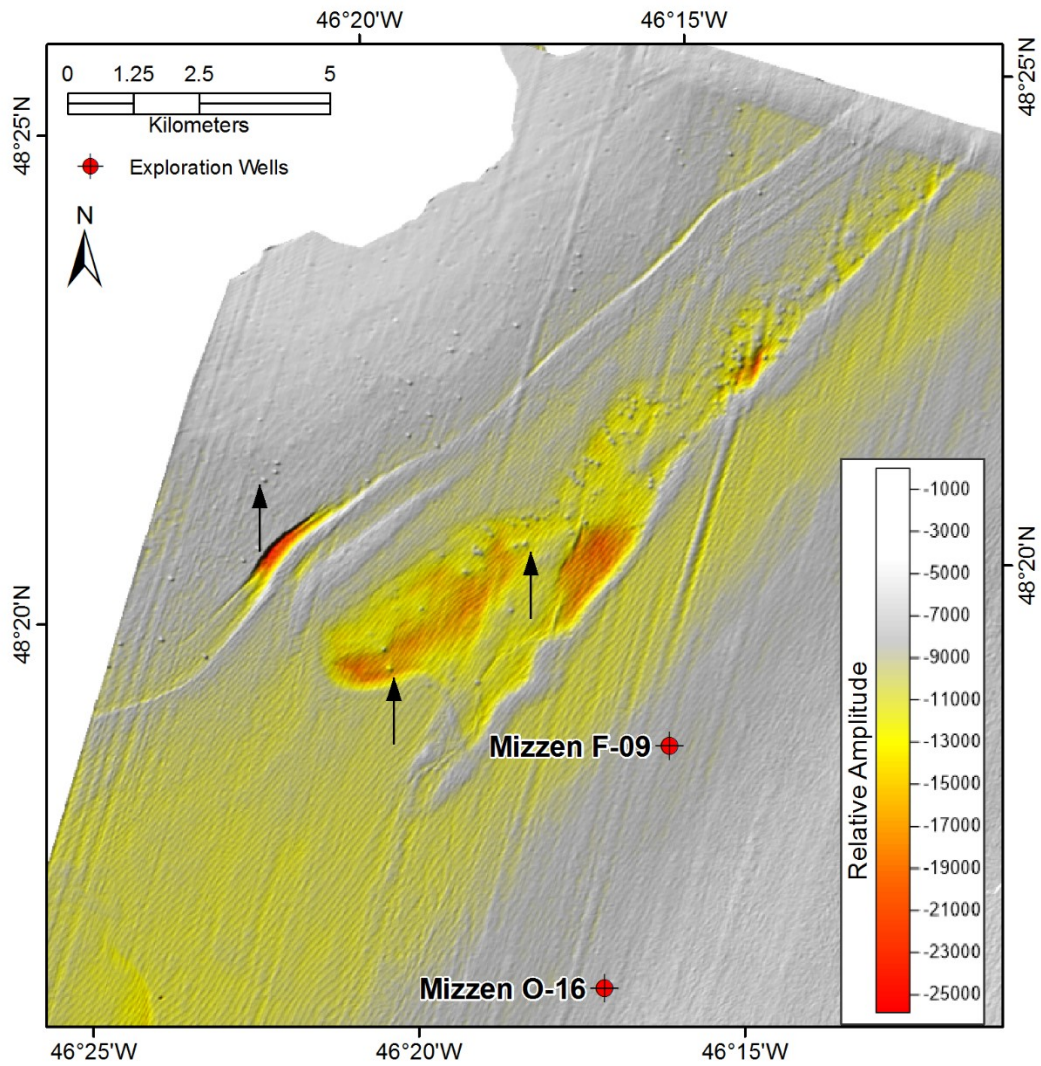 46°20'W 46°15'W
0 1.25 2.5 5
Kilometers
Exploration Wells
N
48°25'N
48°25'N
48°20'N
48°20'N
Mizzen F-09
Mizzen O-16
Relative Amplitude
-1000
-3000
-5000
-7000
-9000
-11000
-13000
-15000
-17000
-19000
-21000
-23000
-25000
46°25'W 46°20'W 46°15'W